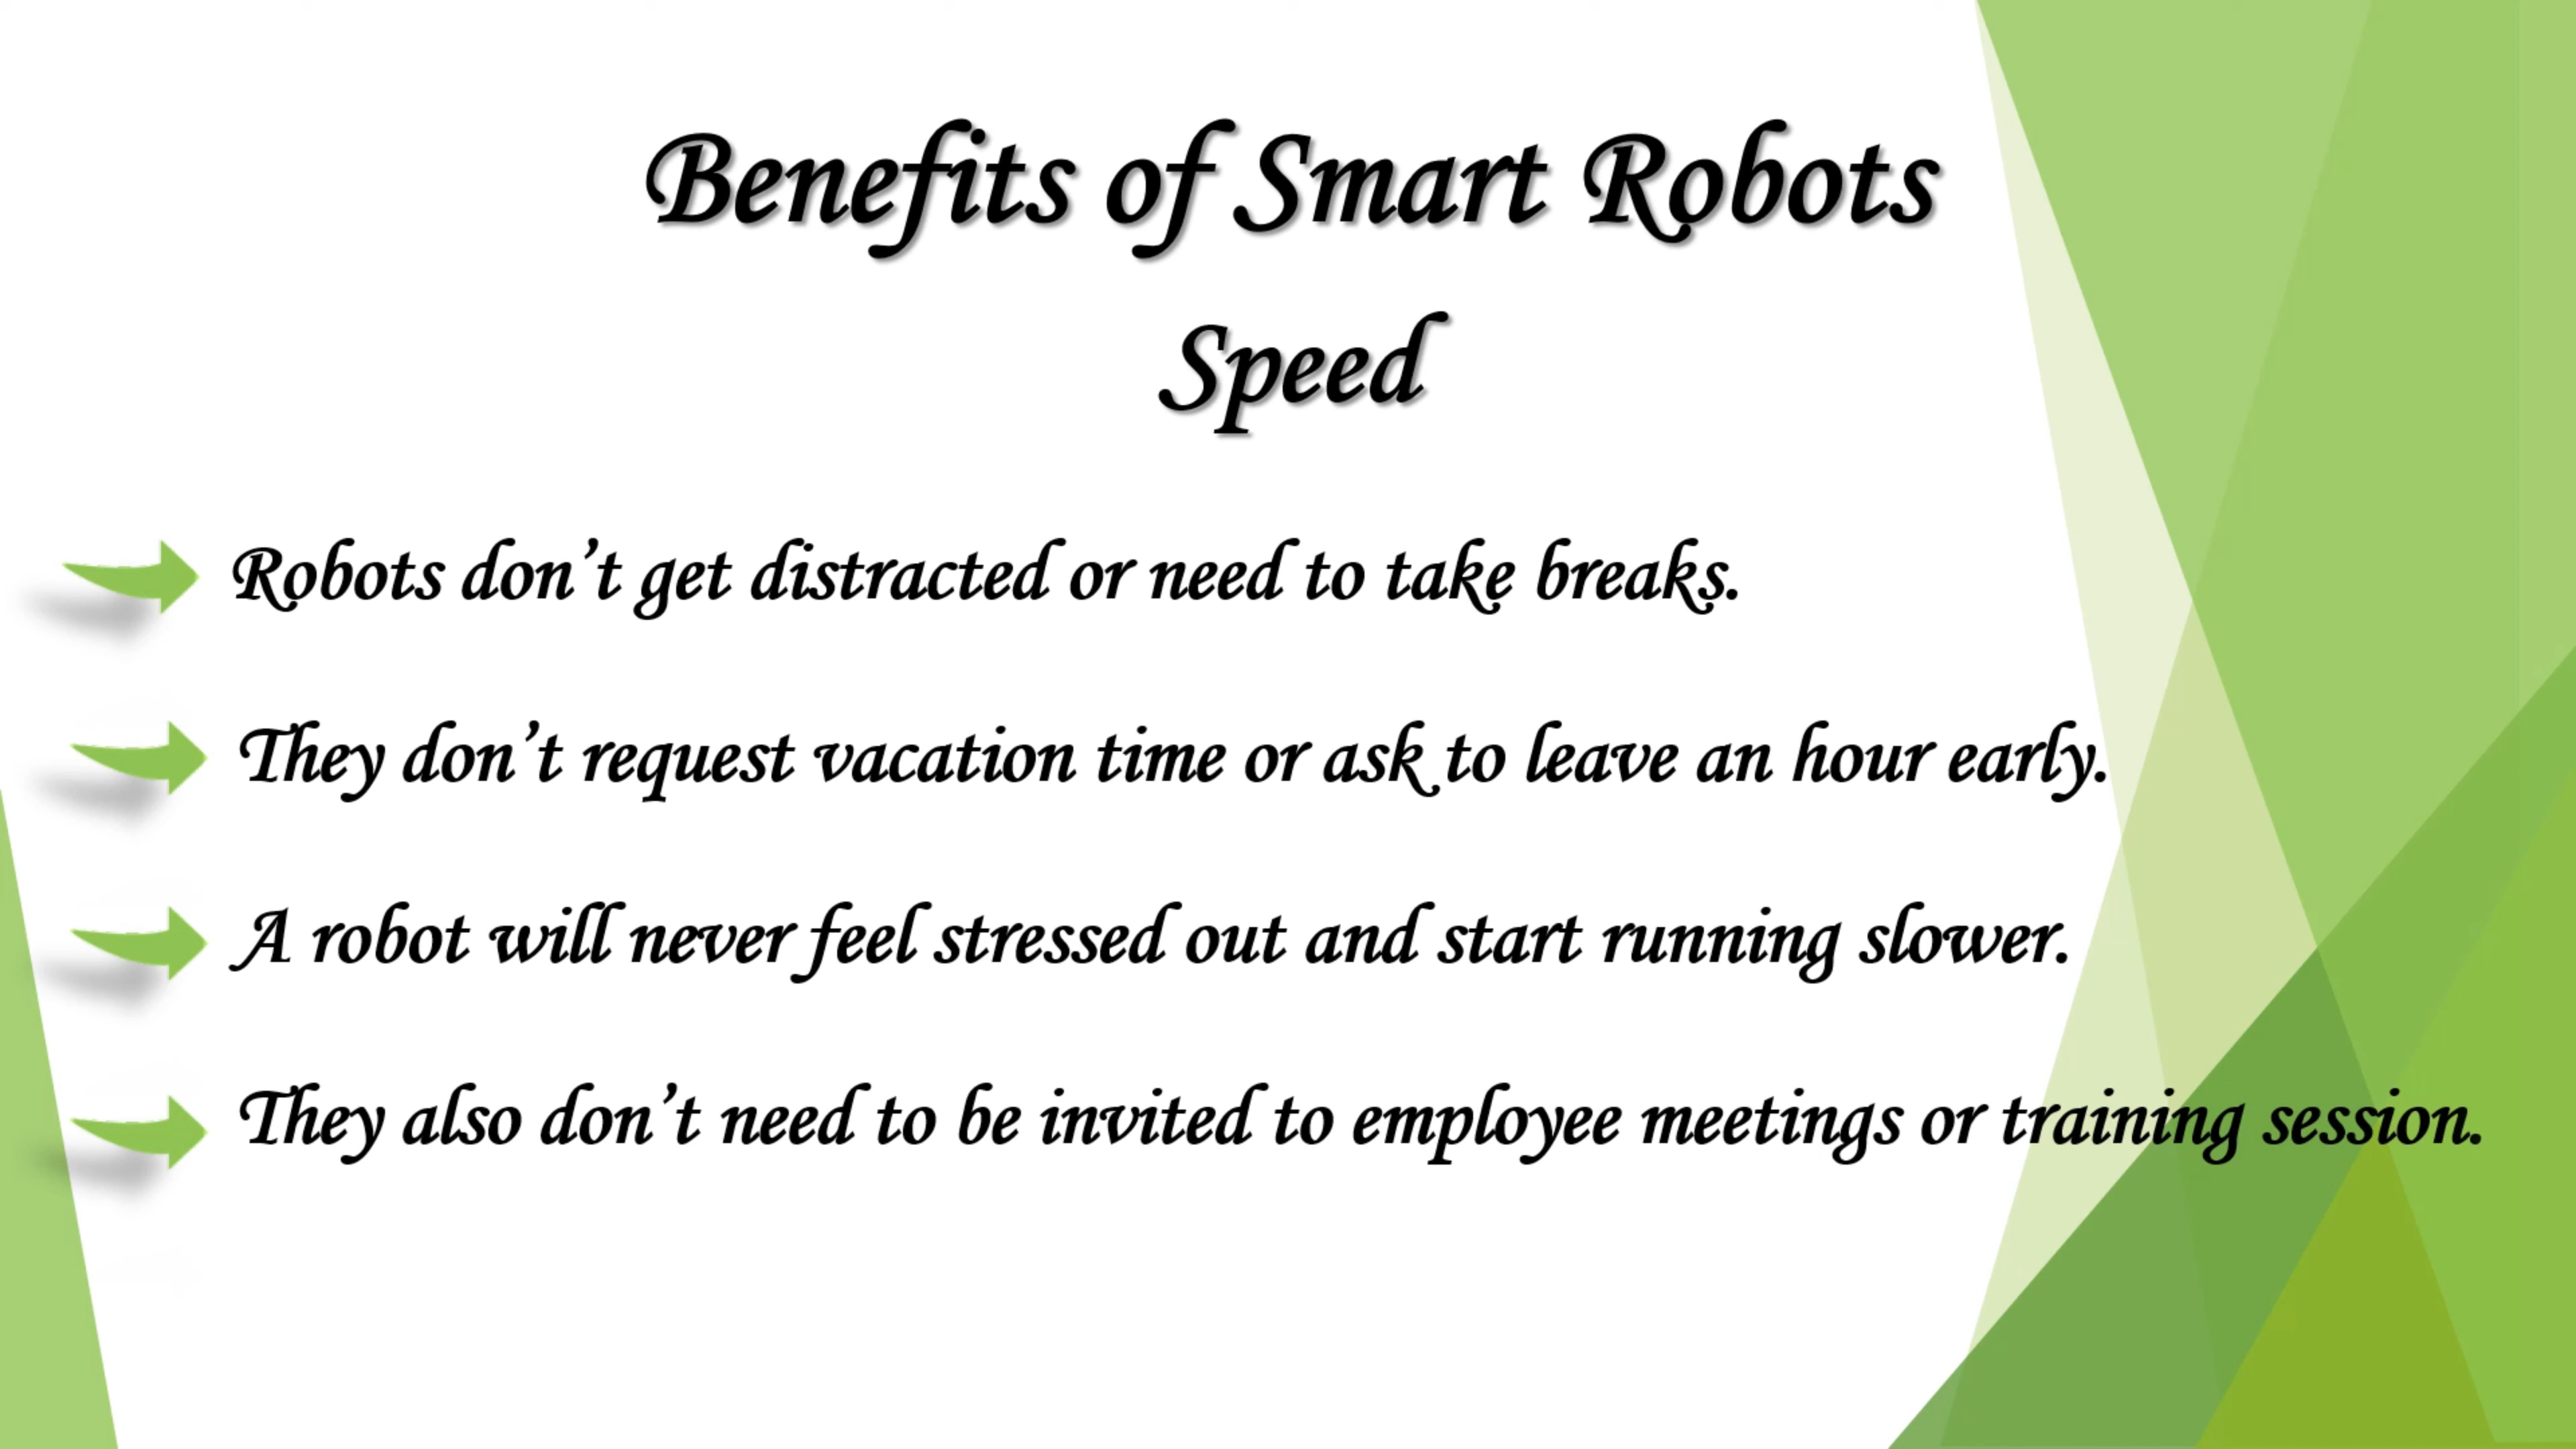 Benefits of Smart Robots
Speed
Robots don’t get distracted or need to take breaks.
They don’t request vacation time or ask to leave an hour early.
A robot will never feel stressed out and start running slower.
They also don’t need to be invited to employee meetings or training session.